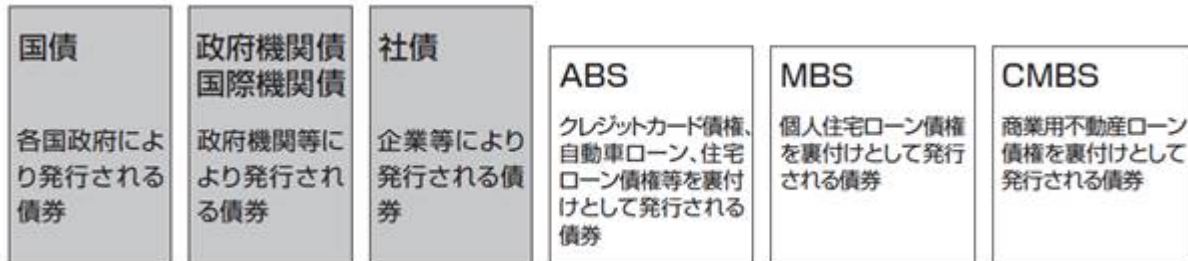 国債
各国政府によ
り発行される
債券
政府機関債
国際機関債
政府機関等に
より発行され
る債券
社債
企業等により
発行される債
券
ABS
クレジットカード債権、
自動車ローン、住宅
ローン債権等を裏付
けとして発行される
債券
MBS
個人住宅ローン債権
を裏付けとして発行
される債券
CMBS
商業用不動産ローン
債権を裏付けとして
発行される債券